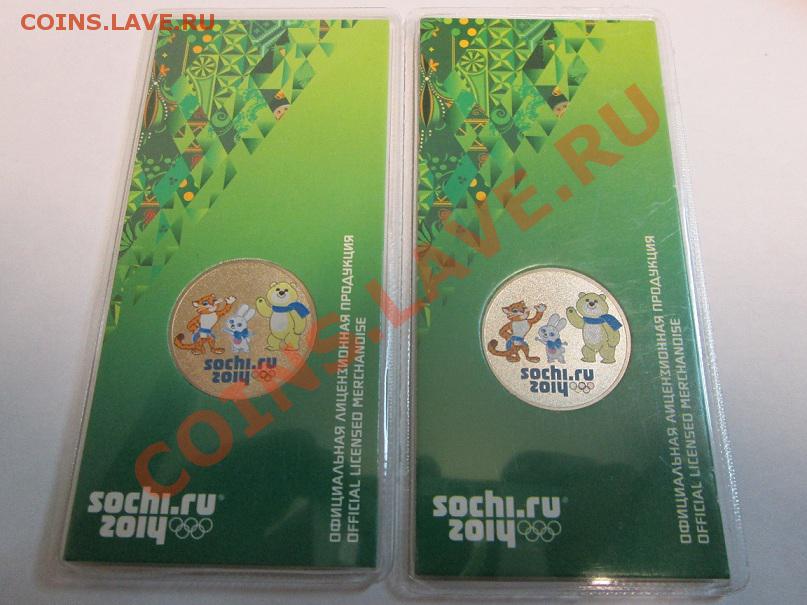 COINS.LAVE.RU
COINS.LAVE.RU
sochi.ru
2014
ОФИЦИАЛЬНАЯ ЛИЦЕНЗИОННАЯ ПРОДУКЦИЯ
OFFICIAL LICENSED MERCHANDISE
sochi.ru
2014
sochi.ru
2014
ОФИЦИАЛЬНАЯ ЛИЦЕНЗИОННАЯ ПРОДУКЦИЯ
OFFICIAL LICENSED MERCHANDISE
sochi.ru
2014